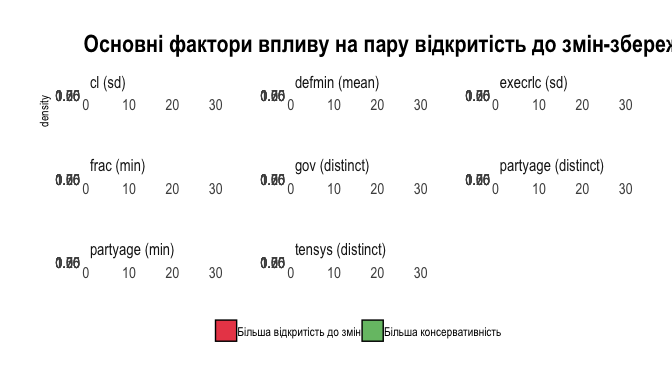 Основні фактори впливу на пару відкритість до змін-збереж
cl (sd)
defmin (mean)
execrlc (sd)
density
0 10 20 30
0 10 20 30
0 10 20 30
frac (min)
gov (distinct)
partyage (distinct)
0 10 20 30
0 10 20 30
0 10 20 30
partyage (min)
tensys (distinct)
0 10 20 30
0 10 20 30
Більша відкритість до змін
Більша консервативність